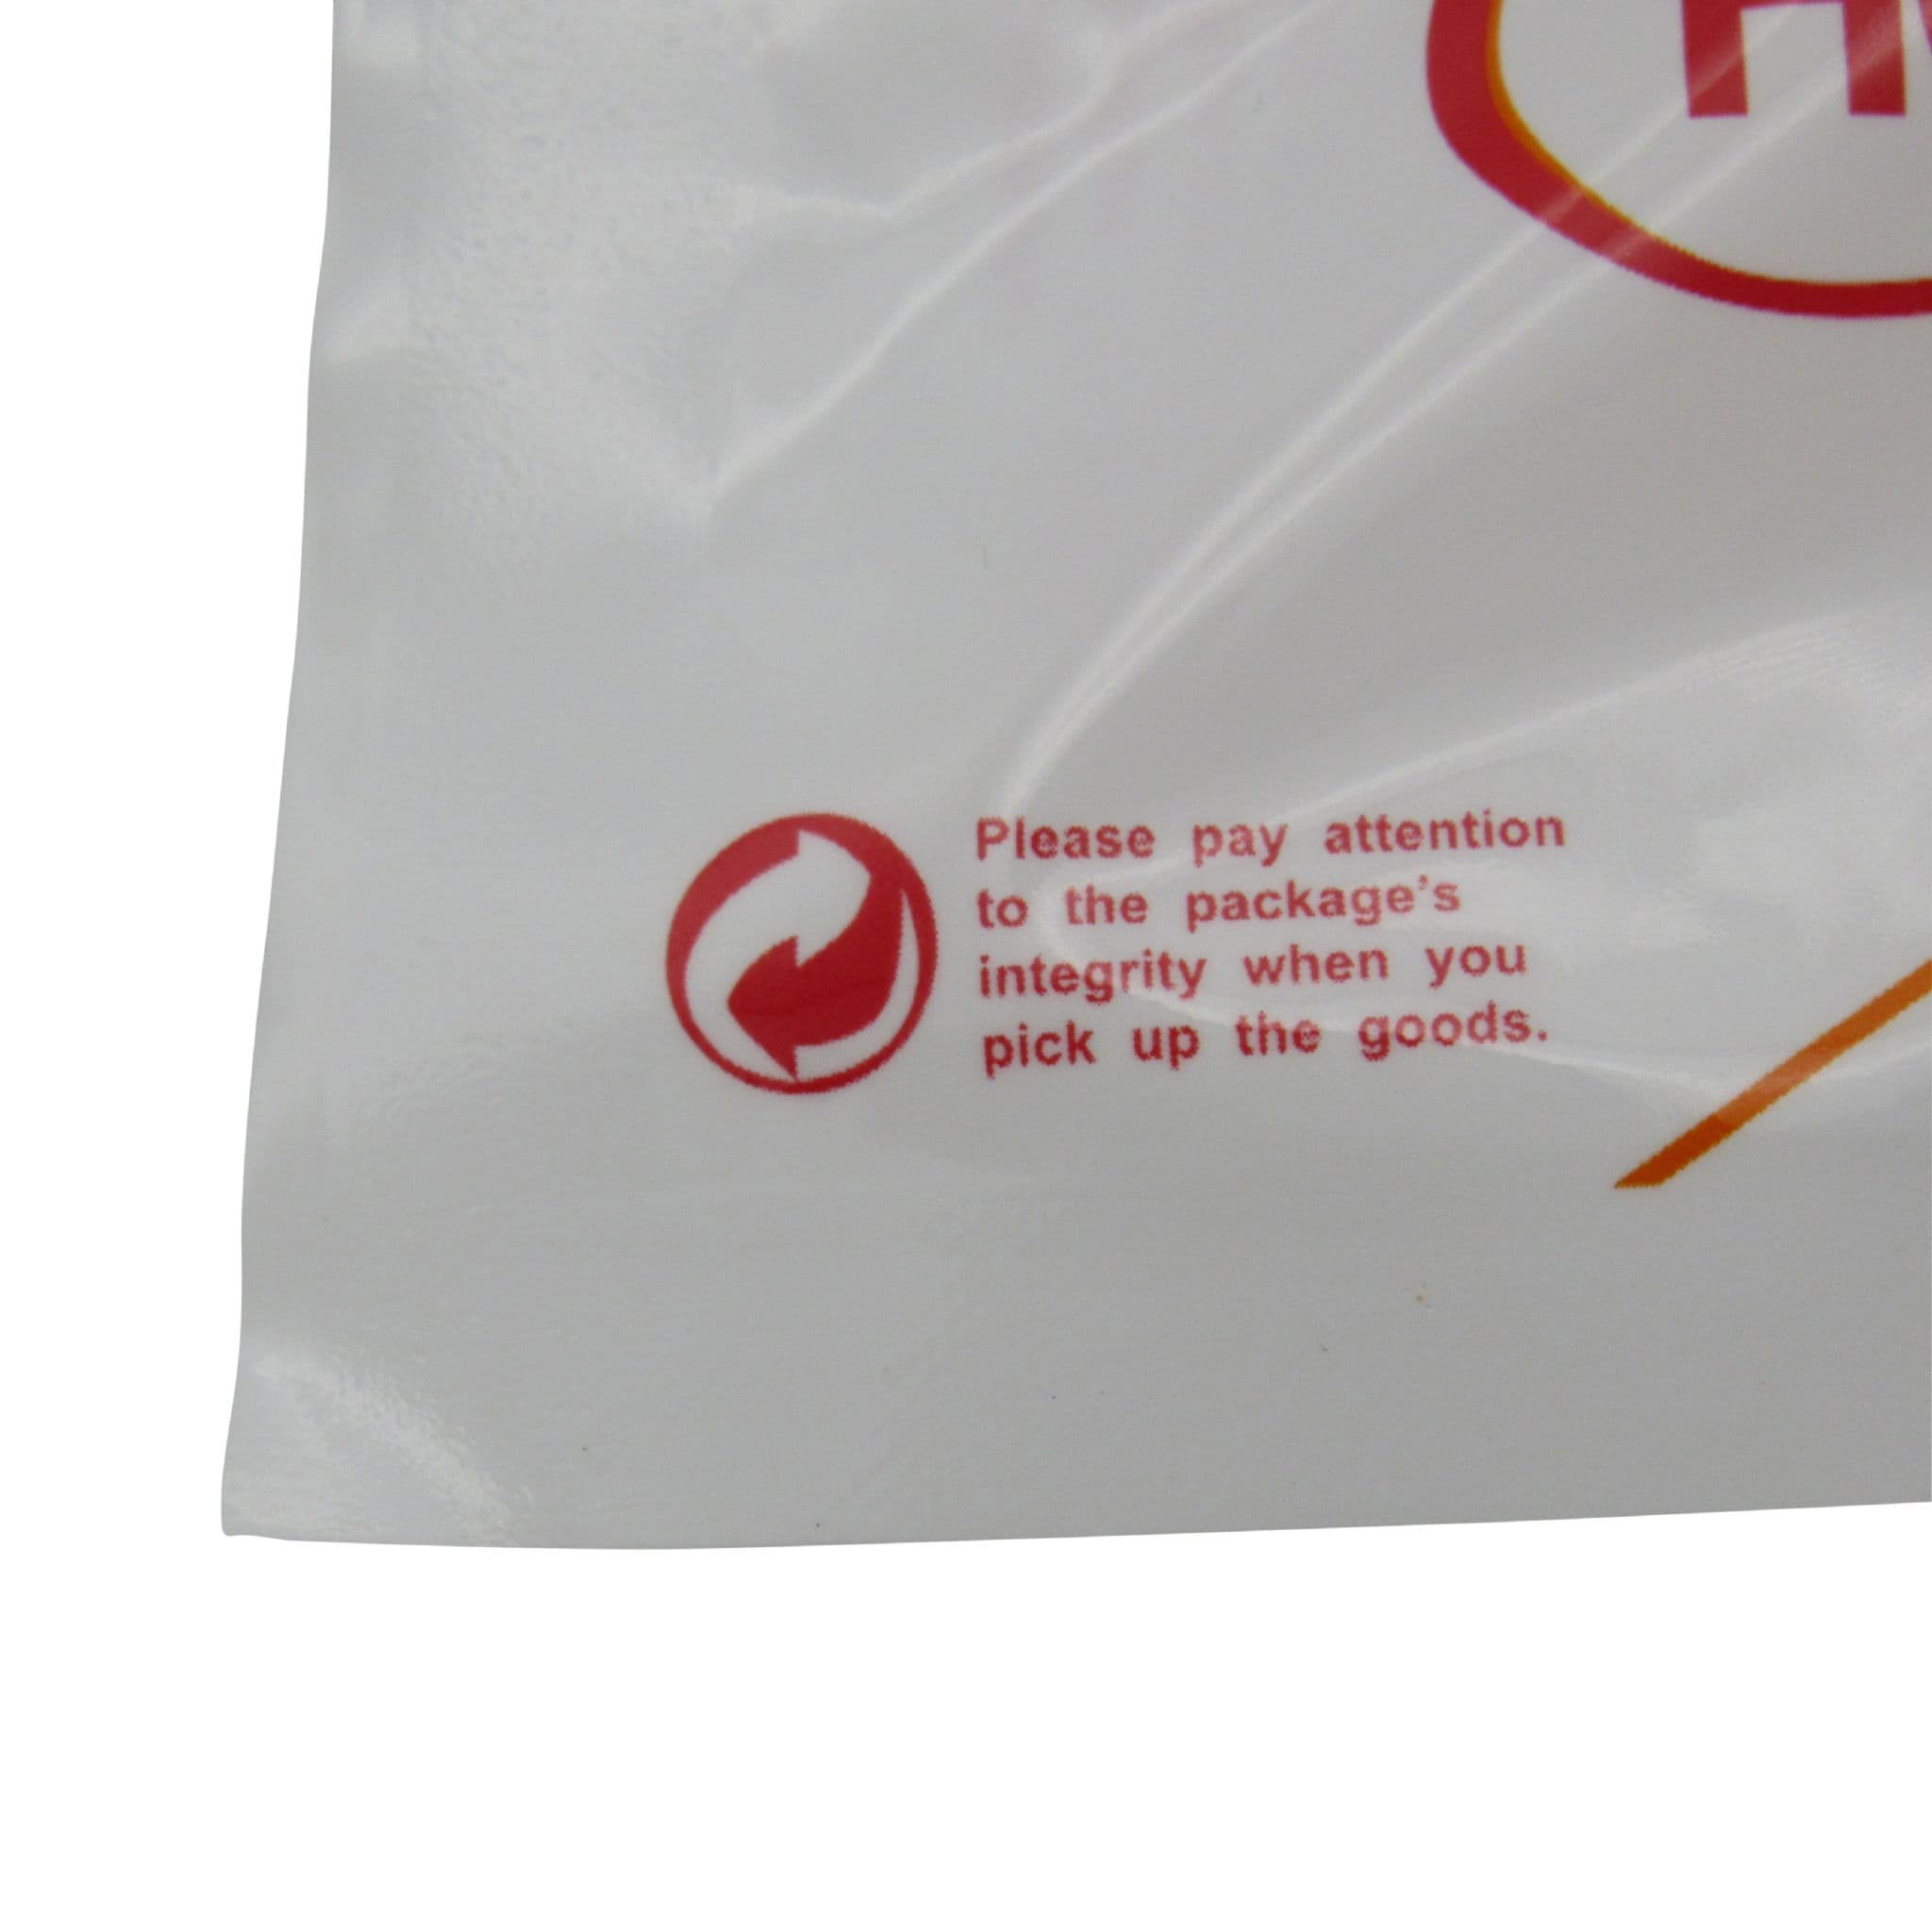 H
Please pay attention
to the package's
integrity when you
pick up the goods.